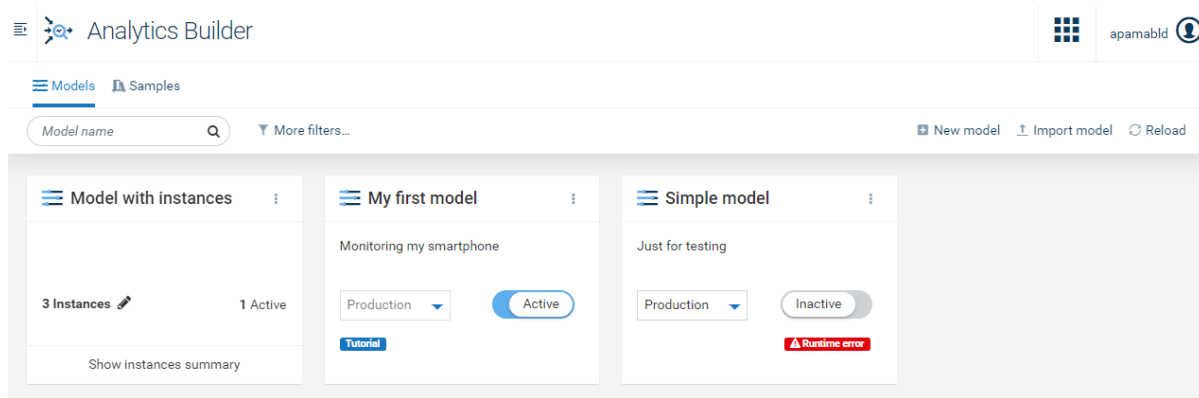 Analytics Builder
apamabld
Models Samples
Model name
More filters...
New model Import model Reload
Model with instances
3 Instances 1 Active
Show instances summary
My first model
Monitoring my smartphone
Production Active
Tutorial
Simple model
Just for testing
Production Inactive
Runtime error